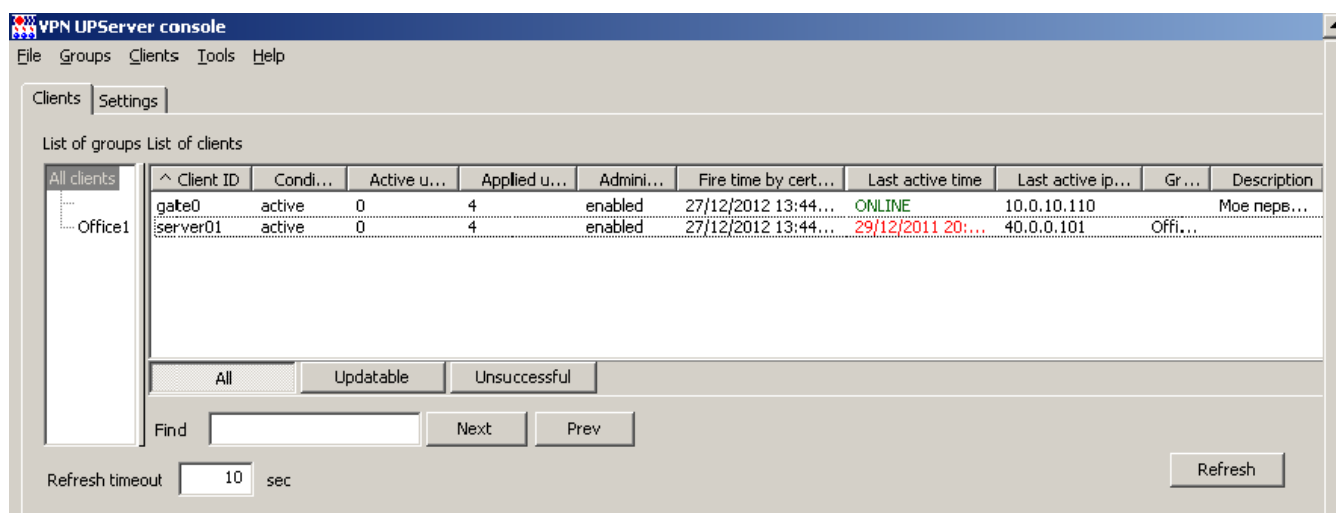 VPN UPServer console
File Groups Clients Tools Help
Clients Settings
List of groups List of clients
All clients
Office1
^ Client ID Condi... Active u... Applied u... Admini... Fire time by cert... Last active time Last active ip... Gr... Description
gate0 active 0 4 enabled 27/12/2012 13:44... ONLINE 10.0.10.110 Мое перв...
server01 active 0 4 enabled 27/12/2012 13:44... 29/12/2011 20:... 40.0.0.101 Offi...
All Updatable Unsuccessful
Find Next Prev
Refresh timeout 10 sec
Refresh